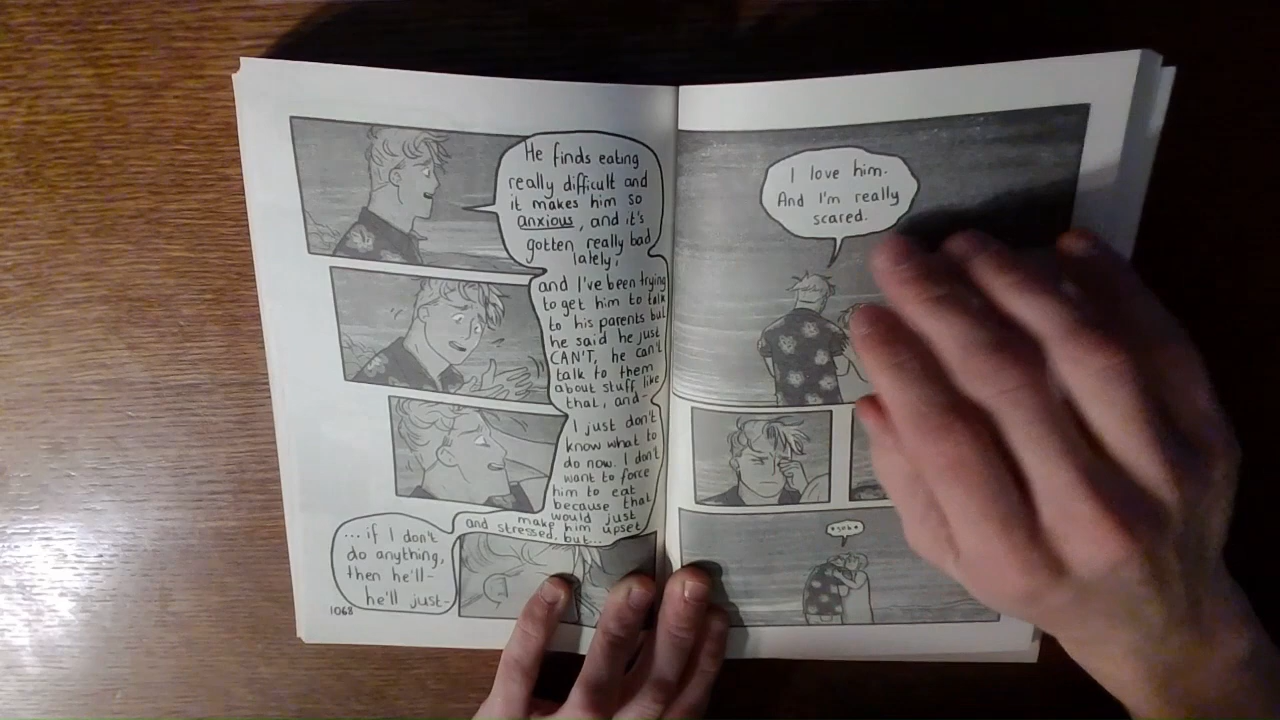 He finds eating
really difficult and
it makes him so
anxious, and it's
gotten really bad
lately,
and I've been trying
to get him to talk
to his parents but
he said he just
CAN'T, he can't
talk to them
about stuff like
that, and-
I just don't
know what to
do now. I don't
want to force
him to eat
because that
would just
make him upset
and stressed, but...
...if I don't
do anything,
then he'll-
he'll just-
1068
I love him.
And I'm really
scared.